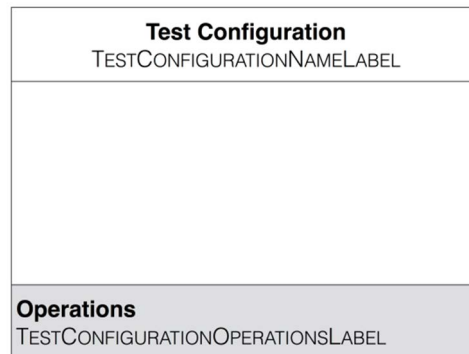 Test Configuration
TESTCONFIGURATIONNAMELABEL
Operations
TESTCONFIGURATIONOPERATIONSLABEL